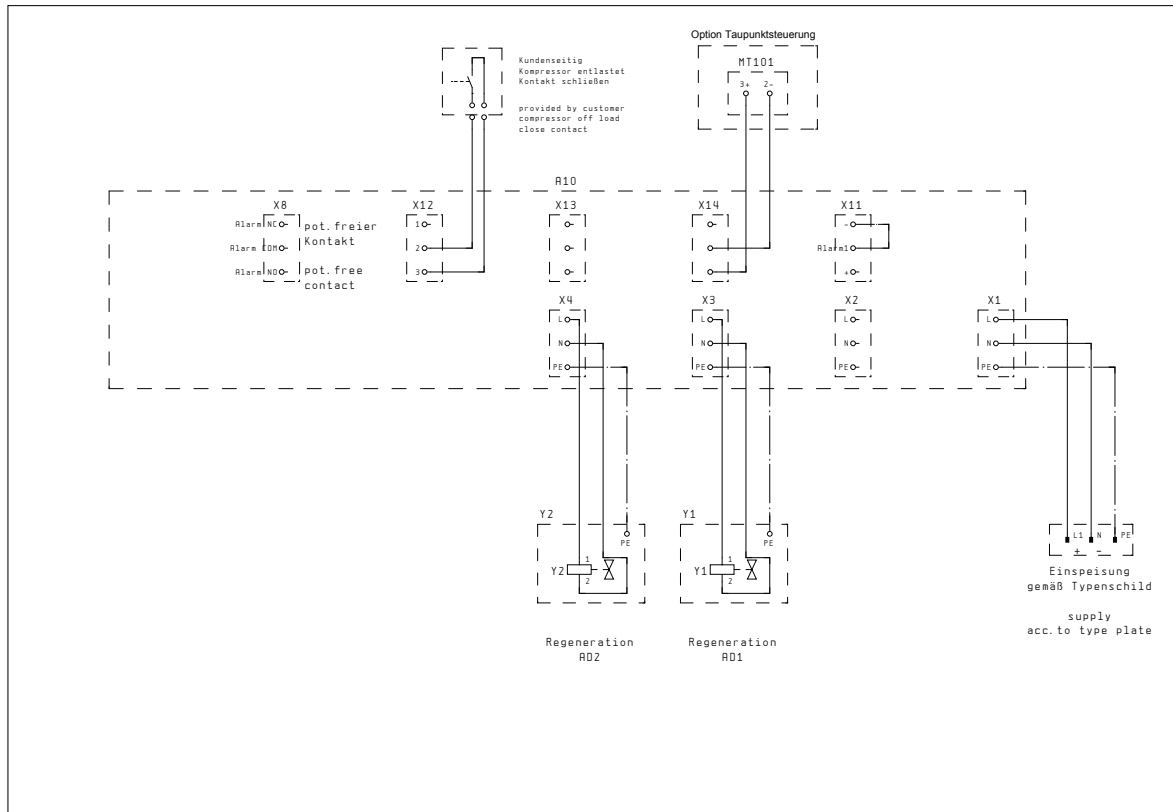 Option Taupunktsteuerung
MT101
3+ 2-
Kundenseitig
Kompressor entlastet
Kontakt schließen
provided by customer
compressor off load
close contact
A10
X8
Alarm NC
Alarm COM
Alarm NO
pot.freier
Kontakt
pot.free
contact
X12
1
2
3
X13
X14
X11
-
Alarm1
+
X4
L
N
PE
X3
L
N
PE
X2
L
N
PE
X1
L
N
PE
Y2
PE
Y2
1
2
Regeneration
AD2
Y1
PE
Y1
1
2
Regeneration
AD1
L1 N PE
+ -
Einspeisung
gemäß Typenschild
supply
acc.to type plate